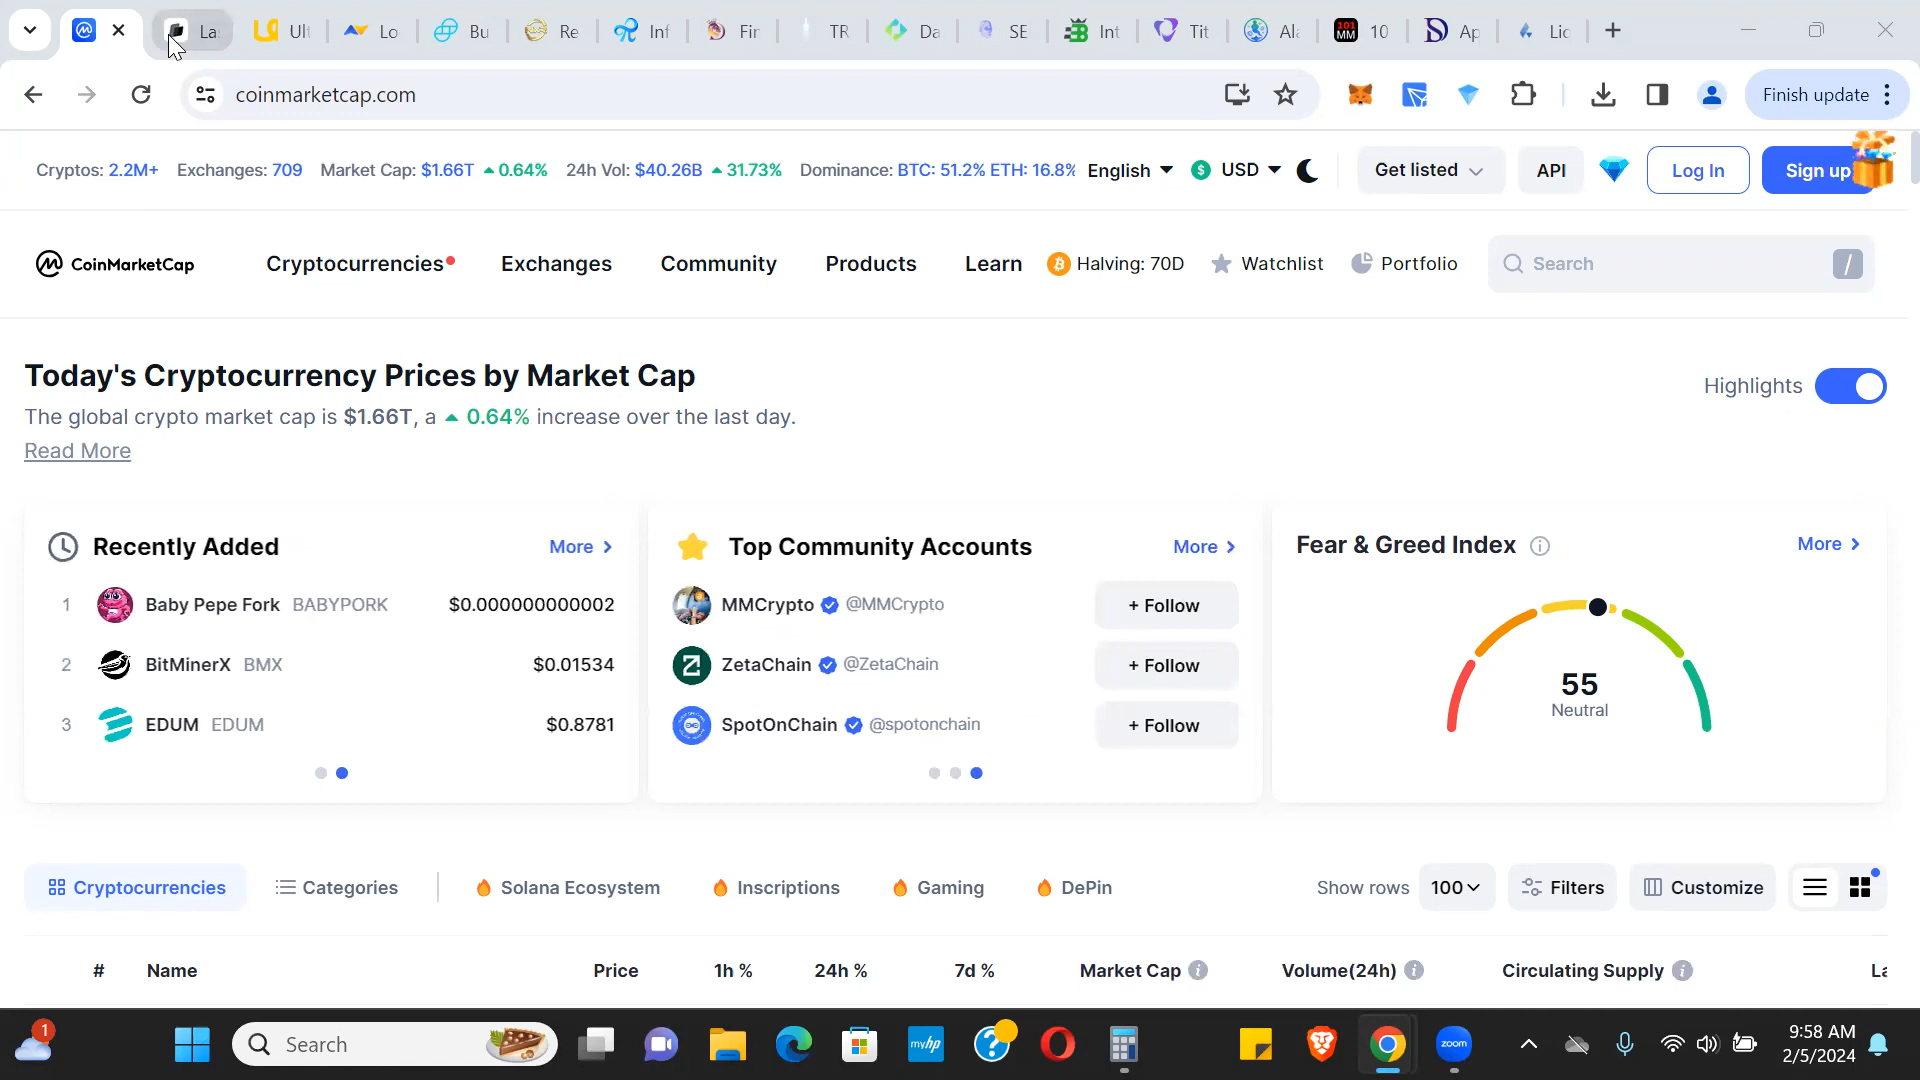 La
Ult
Lo
Bu
Re
Inf
Fin
TR
Da
SE
Int
Tit
Ala
101 MM
10
Ap
Lic
coinmarketcap.com
Finish update
Cryptos: 2.2M+ Exchanges: 709 Market Cap: $1.66T 0.64% 24h Vol: $40.26B 31.73% Dominance: BTC: 51.2% ETH: 16.8% English USD Get listed API Log In Sign up
CoinMarketCap Cryptocurrencies Exchanges Community Products Learn Halving: 70D Watchlist Portfolio Search /
Today's Cryptocurrency Prices by Market Cap
Highlights
The global crypto market cap is $1.66T, a 0.64% increase over the last day.
Read More
Recently Added More
1 Baby Pepe Fork BABYPORK $0.000000000002
2 BitMinerX BMX $0.01534
3 EDUM EDUM $0.8781
Top Community Accounts More
MMCrypto @MMCrypto + Follow
ZetaChain @ZetaChain + Follow
SpotOnChain @spotonchain + Follow
Fear & Greed Index More
55
Neutral
Cryptocurrencies Categories Solana Ecosystem Inscriptions Gaming DePin Show rows 100 Filters Customize
# Name Price 1h % 24h % 7d % Market Cap Volume(24h) Circulating Supply La
1
Search
myhp
zoom
9:58 AM
2/5/2024